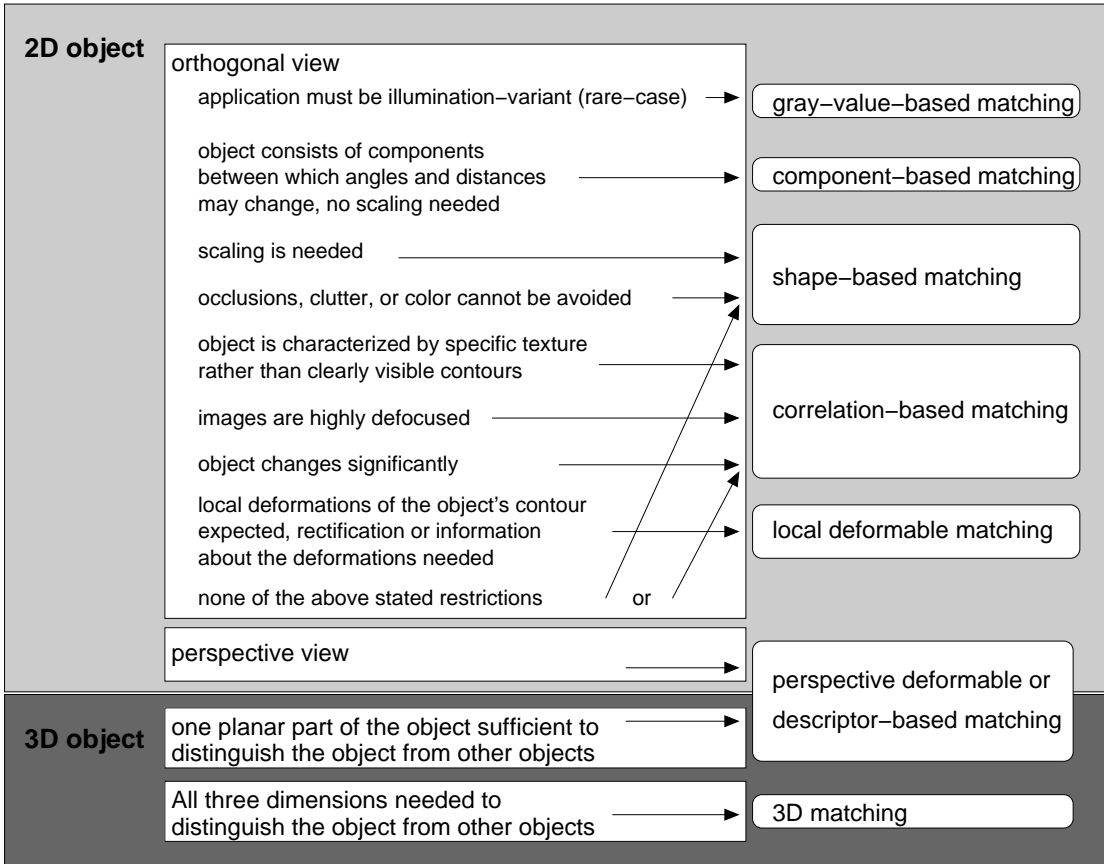 2D object
orthogonal view
application must be illumination−variant (rare−case)
gray−value−based matching
object consists of components
between which angles and distances
may change, no scaling needed
component−based matching
scaling is needed
shape−based matching
occlusions, clutter, or color cannot be avoided
object is characterized by specific texture
rather than clearly visible contours
correlation−based matching
images are highly defocused
object changes significantly
local deformations of the object's contour
expected, rectification or information
about the deformations needed
local deformable matching
none of the above stated restrictions or
perspective view
perspective deformable or
descriptor−based matching
3D object
one planar part of the object sufficient to
distinguish the object from other objects
All three dimensions needed to
distinguish the object from other objects
3D matching